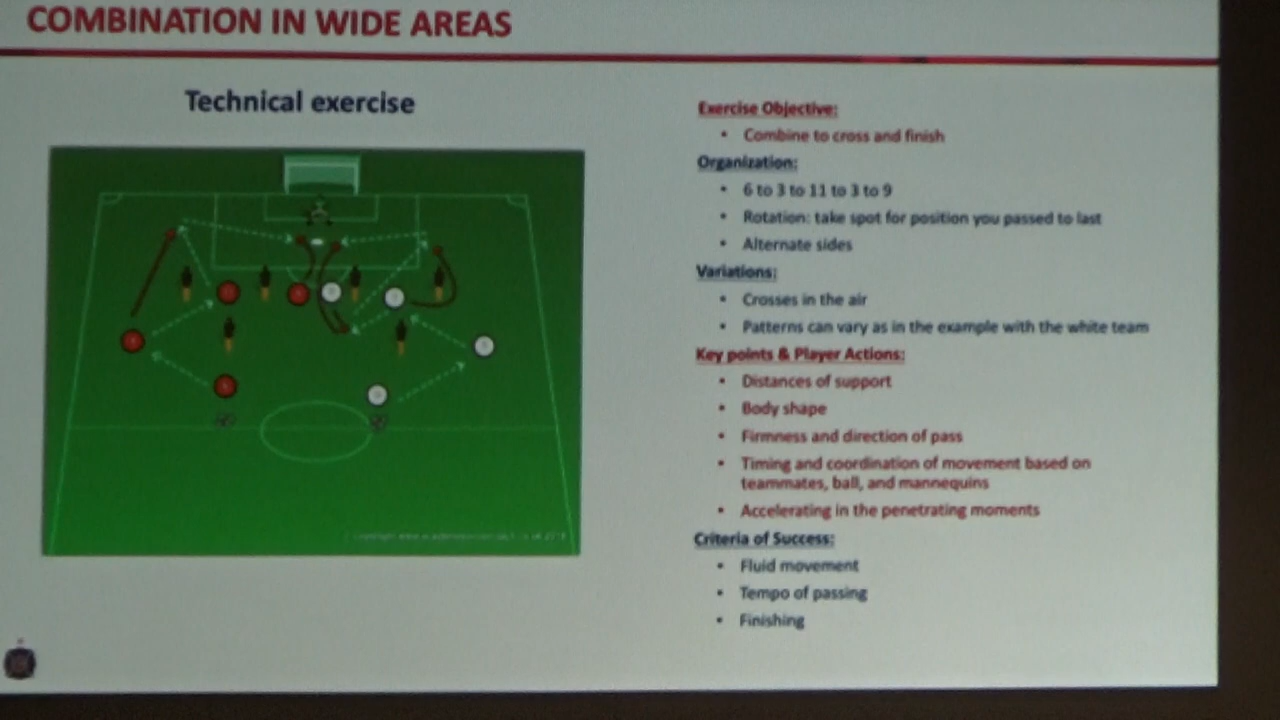 COMBINATION IN WIDE AREAS
Technical exercise
Exercise Objective:
• Combine to cross and finish
Organization:
• 6 to 3 to 11 to 3 to 9
• Rotation: take spot for position you passed to last
• Alternate sides
Variations:
• Crosses in the air
• Patterns can vary as in the example with the white team
Key points & Player Actions:
• Distances of support
• Body shape
• Firmness and direction of pass
• Timing and coordination of movement based on
teammates, ball, and mannequins
• Accelerating in the penetrating moments
Criteria of Success:
• Fluid movement
• Tempo of passing
• Finishing